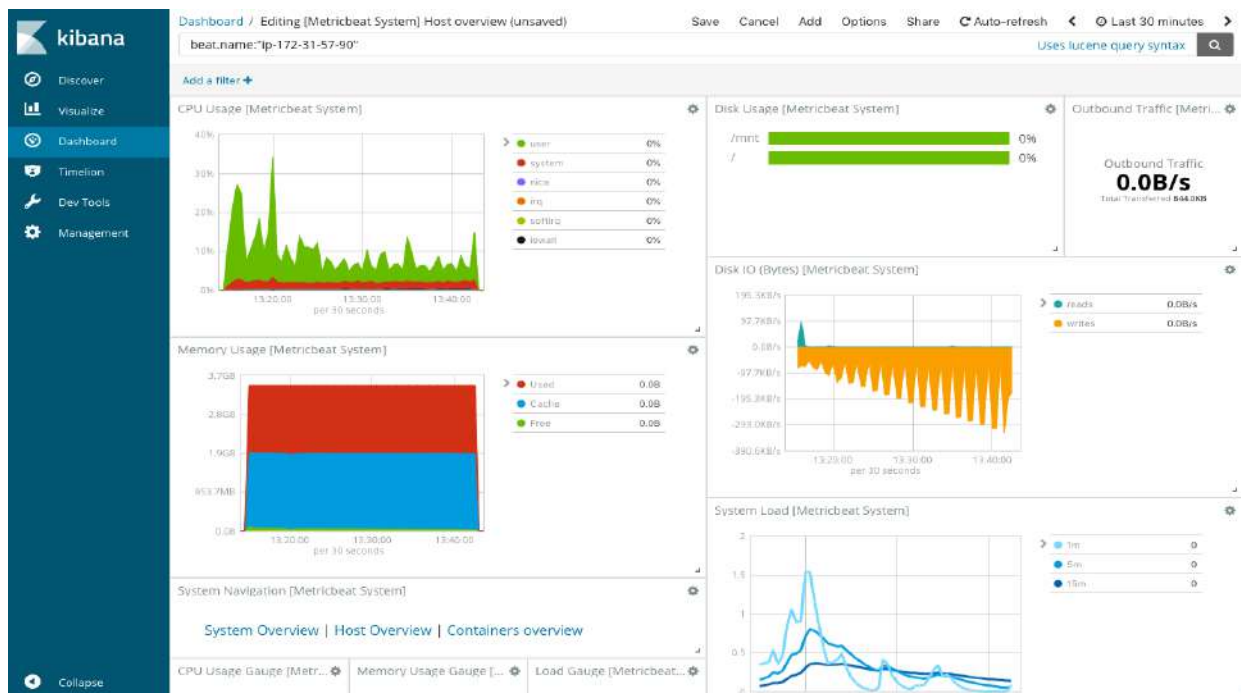 kibana
Discover
Visualize
Dashboard
Timelion
Dev Tools
Management
Collapse
Dashboard / Editing [Metricbeat System] Host overview (unsaved)
Save Cancel Add Options Share Auto-refresh Last 30 minutes
beat.name:"ip-172-31-57-90"
Uses lucene query syntax
Add a filter +
CPU Usage [Metricbeat System]
40%
30%
20%
10%
0%
13:20:00 13:30:00 13:40:00
per 30 seconds
user 0%
system 0%
nice 0%
irq 0%
softirq 0%
iowait 0%
Memory Usage [Metricbeat System]
3.7GB
2.8GB
1.9GB
953.7MB
0.0B
13:20:00 13:30:00 13:40:00
per 30 seconds
Used 0.0B
Cache 0.0B
Free 0.0B
System Navigation [Metricbeat System]
System Overview | Host Overview | Containers overview
CPU Usage Gauge [Metr...
Memory Usage Gauge [...
Load Gauge [Metricbeat...
Disk Usage [Metricbeat System]
/mnt 0%
/ 0%
Outbound Traffic [Metri...
Outbound Traffic
0.0B/s
Total Transferred 844.0KB
Disk IO (Bytes) [Metricbeat System]
195.3KB/s
97.7KB/s
0.0B/s
-97.7KB/s
-195.3KB/s
-293.0KB/s
-390.6KB/s
13:20:00 13:30:00 13:40:00
per 30 seconds
reads 0.0B/s
writes 0.0B/s
System Load [Metricbeat System]
2
1.5
1
0.5
0
1m 0
5m 0
15m 0